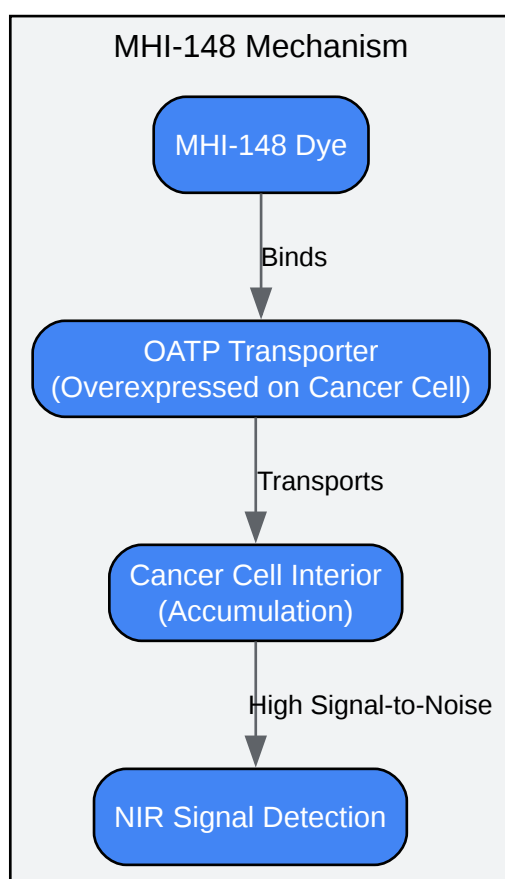 MHI-148 Mechanism
MHI-148 Dye
Binds
OATP Transporter
(Overexpressed on Cancer Cell)
Transports
Cancer Cell Interior
(Accumulation)
High Signal-to-Noise
NIR Signal Detection